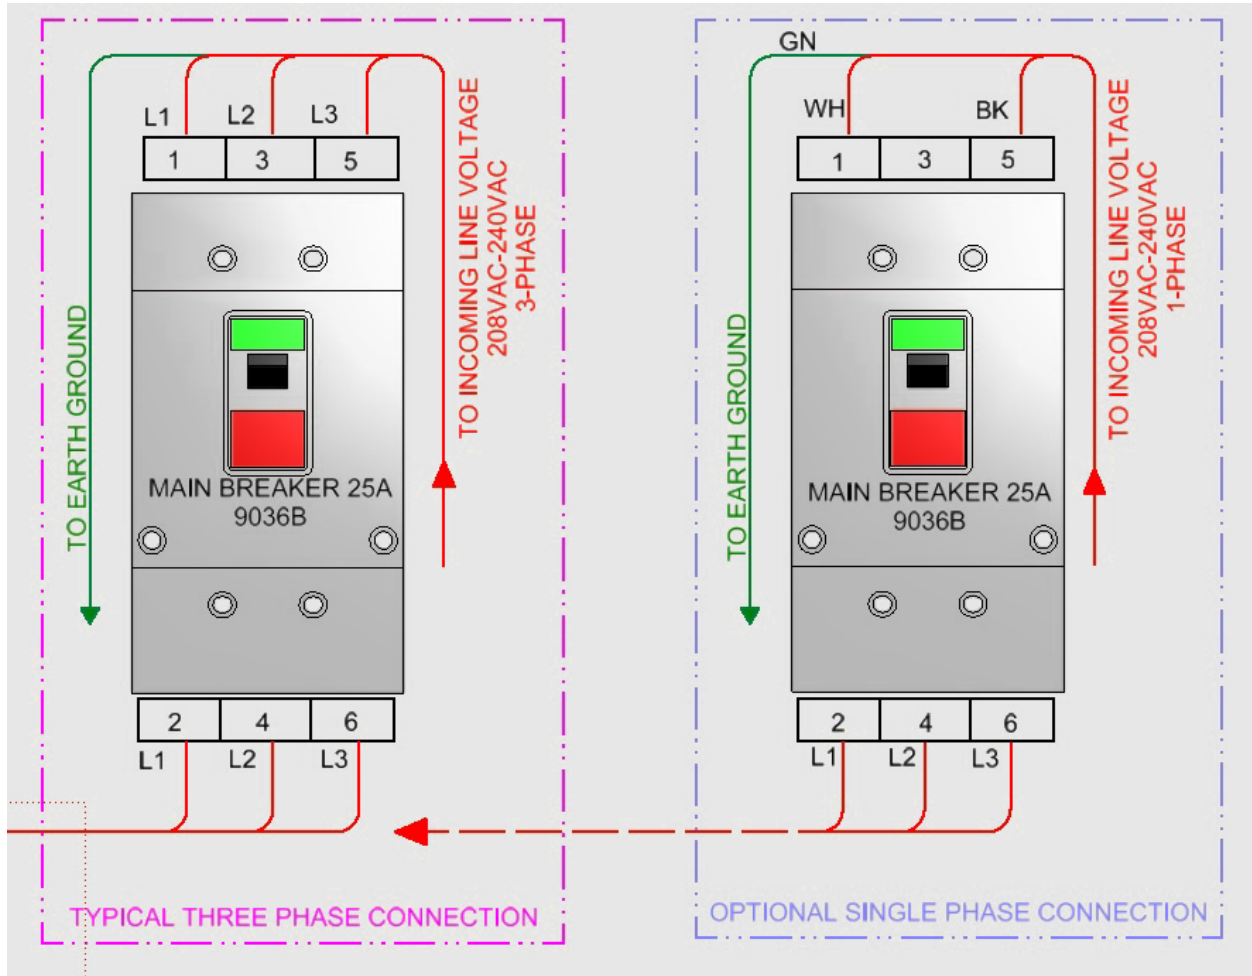 L1
L2
L3
1
3
5
TO EARTH GROUND
TO INCOMING LINE VOLTAGE
208VAC-240VAC
3-PHASE
MAIN BREAKER 25A
9036B
2
4
6
L1
L2
L3
TYPICAL THREE PHASE CONNECTION
GN
WH
BK
1
3
5
TO EARTH GROUND
TO INCOMING LINE VOLTAGE
208VAC-240VAC
1-PHASE
MAIN BREAKER 25A
9036B
2
4
6
L1
L2
L3
OPTIONAL SINGLE PHASE CONNECTION